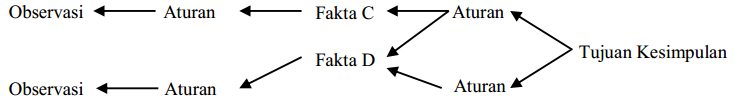 Observasi Aturan Fakta C Aturan
Tujuan Kesimpulan
Fakta D
Observasi Aturan Aturan